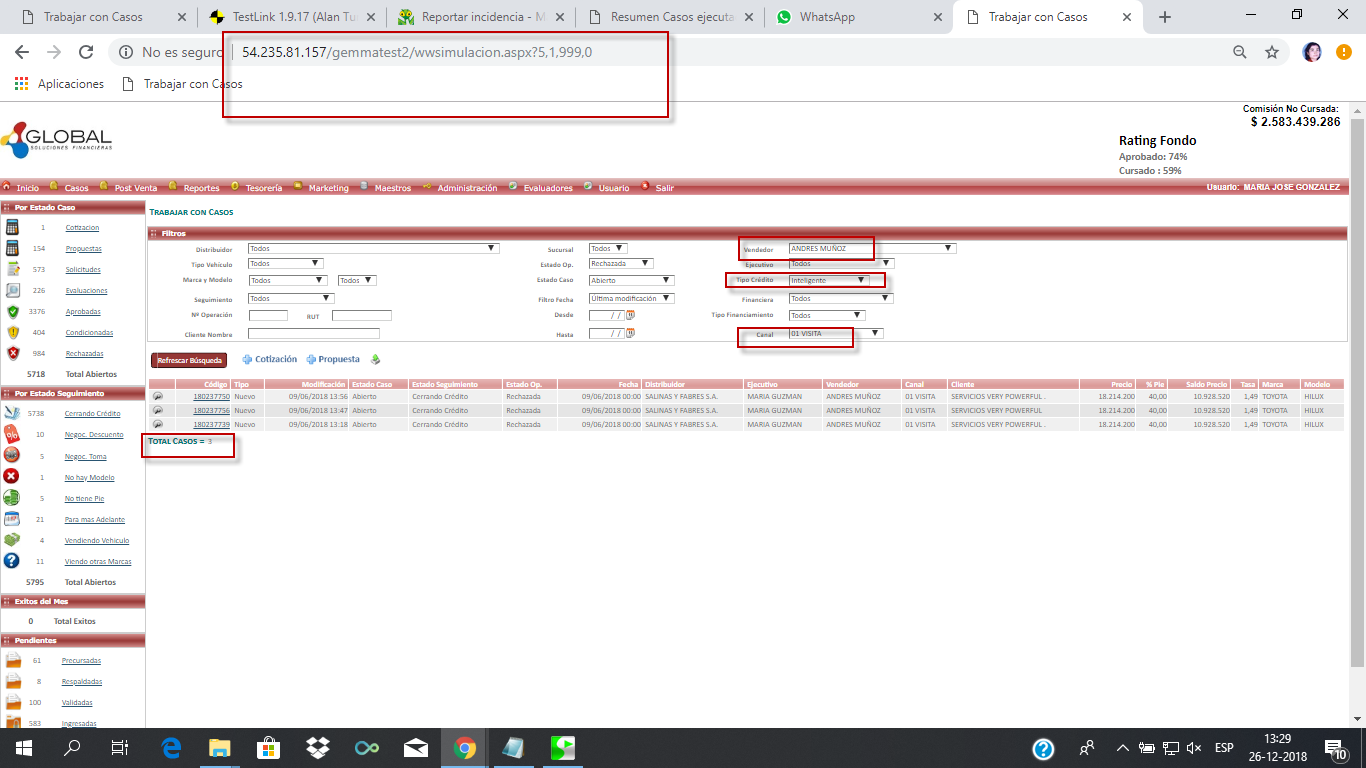 Trabajar con Casos
TestLink 1.9.17 (Alan Tu
Reportar incidencia - M
Resumen Casos ejecuta
WhatsApp
Trabajar con Casos
No es seguro
54.235.81.157/gemmatest2/wwsimulacion.aspx?5,1,999,0
Aplicaciones
Trabajar con Casos
Comisión No Cursada:
$ 2.583.439.286
GLOBAL
SOLUCIONES FINANCIERAS
Rating Fondo
Aprobado: 74%
Cursado : 59%
Inicio Casos Post Venta Reportes Tesorería Marketing Maestros Administración Evaluadores Usuario Salir
Usuario: MARIA JOSE GONZALEZ
Por Estado Caso
1 Cotizacion
154 Propuestas
573 Solicitudes
226 Evaluaciones
3376 Aprobadas
404 Condicionadas
984 Rechazadas
5718 Total Abiertos
Por Estado Seguimiento
5738 Cerrando Crédito
10 Negoc. Descuento
5 Negoc. Toma
1 No hay Modelo
5 No tiene Pie
21 Para mas Adelante
4 Vendiendo Vehiculo
11 Viendo otras Marcas
5795 Total Abiertos
Exitos del Mes
0 Total Exitos
Pendientes
61 Precursadas
8 Respaldadas
100 Validadas
583 Ingresadas
TRABAJAR CON CASOS
Filtros
Distribuidor Todos Sucursal Todos Vendedor ANDRES MUÑOZ
Tipo Vehículo Todos Estado Op. Rechazada Ejecutivo Todos
Marca y Modelo Todos Todos Estado Caso Abierto Tipo Crédito Inteligente
Seguimiento Todos Filtro Fecha Última modificación Financiera Todos
Nº Operación RUT Desde / / Tipo Financiamiento Todos
Cliente Nombre Hasta / / Canal 01 VISITA
Refrescar Búsqueda Cotización Propuesta
Código Tipo Modificación Estado Caso Estado Seguimiento Estado Op. Fecha Distribuidor Ejecutivo Vendedor Canal Cliente Precio % Pie Saldo Precio Tasa Marca Modelo
180237750 Nuevo 09/06/2018 13:56 Abierto Cerrando Crédito Rechazada 09/06/2018 00:00 SALINAS Y FABRES S.A. MARIA GUZMAN ANDRES MUÑOZ 01 VISITA SERVICIOS VERY POWERFUL . 18.214.200 40,00 10.928.520 1,49 TOYOTA HILUX
180237756 Nuevo 09/06/2018 13:47 Abierto Cerrando Crédito Rechazada 09/06/2018 00:00 SALINAS Y FABRES S.A. MARIA GUZMAN ANDRES MUÑOZ 01 VISITA SERVICIOS VERY POWERFUL 18.214.200 40,00 10.928.520 1,49 TOYOTA HILUX
180237739 Nuevo 09/06/2018 13:18 Abierto Cerrando Crédito Rechazada 09/06/2018 00:00 SALINAS Y FABRES S.A. MARIA GUZMAN ANDRES MUÑOZ 01 VISITA SERVICIOS VERY POWERFUL . 18.214.200 40,00 10.928.520 1,49 TOYOTA HILUX
TOTAL CASOS = 3
ESP
13:29
26-12-2018
10